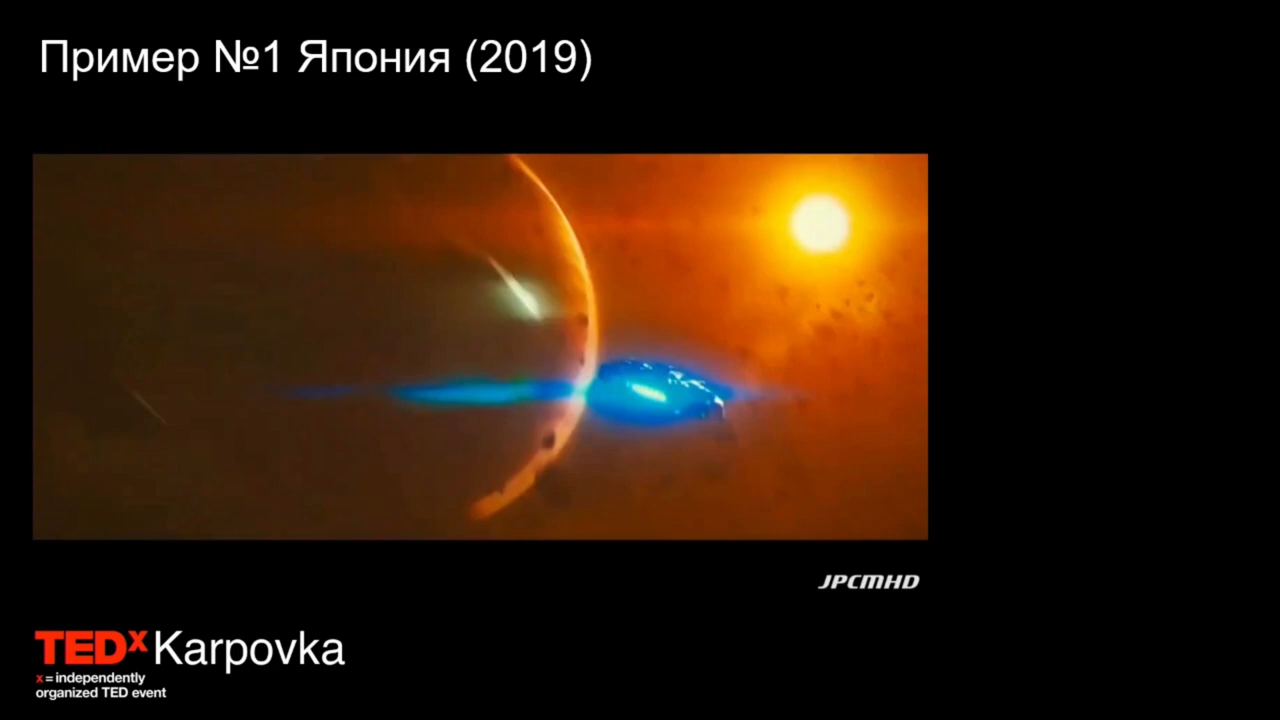 Пример №1 Япония (2019)
JPCMHD
TEDx Karpovka
x = independently
organized TED event